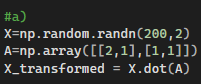 #a)
X=np.random.randn(200,2)
A=np.array([[2,1],[1,1]])
X_transformed = X.dot(A)